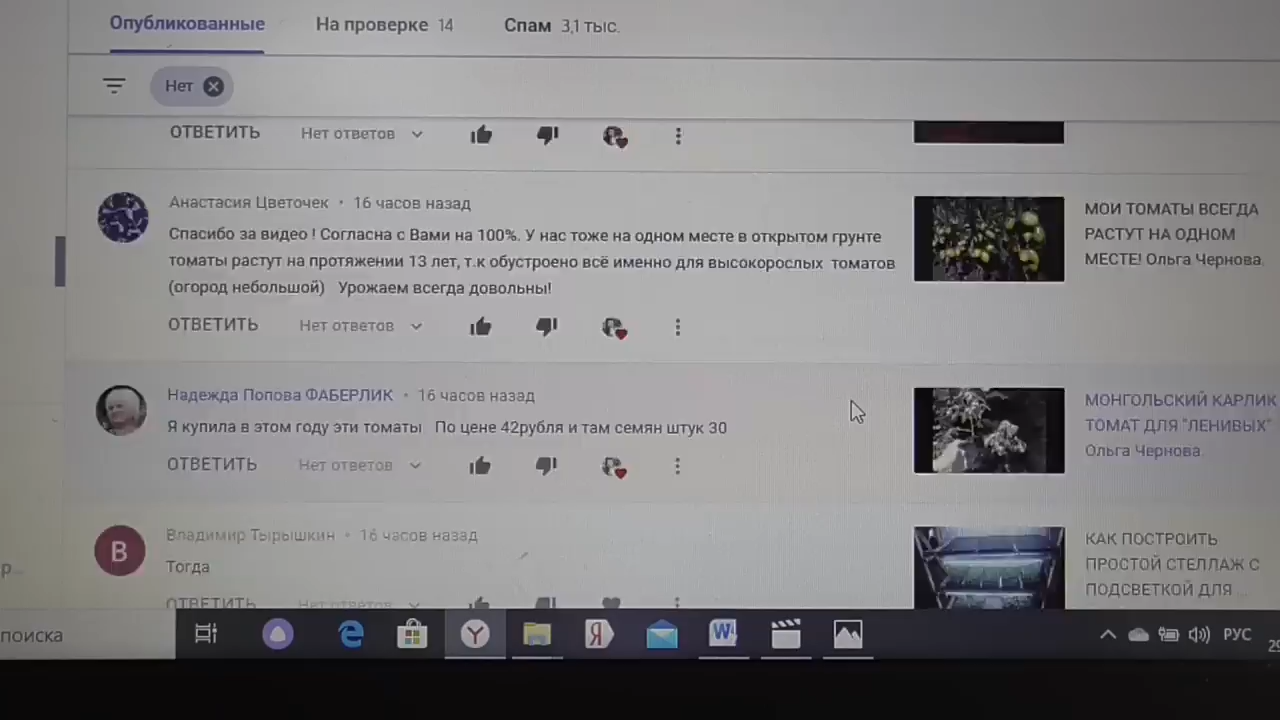 Опубликованные
На проверке 14
Спам 3,1 тыс.
Нет
ОТВЕТИТЬ Нет ответов
Анастасия Цветочек • 16 часов назад
Спасибо за видео ! Согласна с Вами на 100%. У нас тоже на одном месте в открытом грунте
томаты растут на протяжении 13 лет, т.к обустроено всё именно для высокорослых томатов
(огород небольшой) Урожаем всегда довольны!
ОТВЕТИТЬ Нет ответов
МОИ ТОМАТЫ ВСЕГДА
РАСТУТ НА ОДНОМ
МЕСТЕ! Ольга Чернова.
Надежда Попова ФАБЕРЛИК • 16 часов назад
Я купила в этом году эти томаты По цене 42рубля и там семян штук 30
ОТВЕТИТЬ Нет ответов
МОНГОЛЬСКИЙ КАРЛИК
ТОМАТ ДЛЯ "ЛЕНИВЫХ"
Ольга Чернова.
В
Владимир Тырышкин • 16 часов назад
Тогда
ОТВЕТИТЬ Нет ответов
КАК ПОСТРОИТЬ
ПРОСТОЙ СТЕЛЛАЖ С
ПОДСВЕТКОЙ ДЛЯ ...
р...
поиска
Y
Я
W
РУС
29